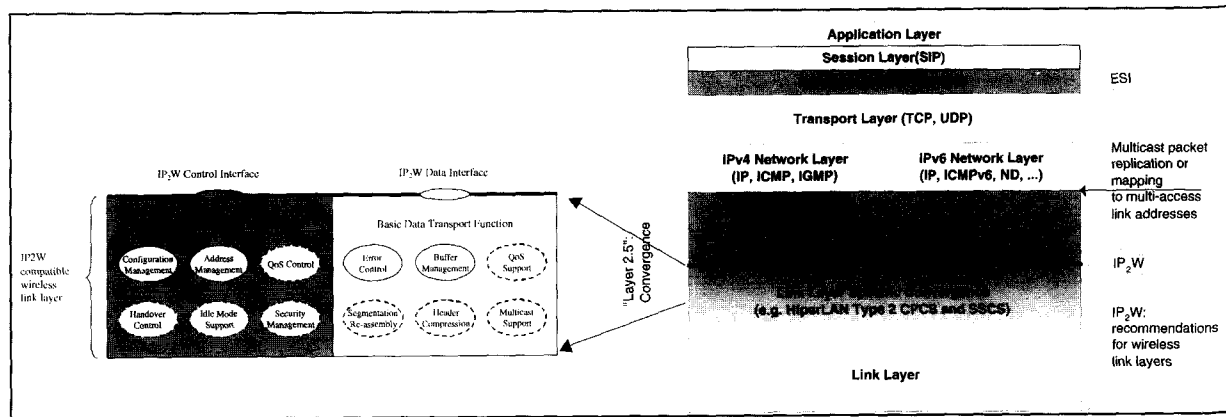 IP₂W Control Interface
IP₂W Data Interface
IP2W
compatible
wireless
link layer
Basic Data Transport Function
Configuration
Management
Address
Management
QoS Control
Error
Control
Buffer
Management
QoS
Support
Handover
Control
Idle Mode
Support
Security
Management
Segmentation
Re-assembly
Header
Compression
Multicast
Support
"Layer 2.5":
Convergence
Application Layer
Session Layer(SIP)
Transport Layer (TCP, UDP)
IPv4 Network Layer
(IP, ICMP, IGMP)
IPv6 Network Layer
(IP, ICMPv6, ND, ...)
(e.g. HiperLAN Type 2 CPCS and SSCS)
Link Layer
ESI
Multicast packet
replication or
mapping
to multi-access
link addresses
IP₂W
IP₂W:
recommendations
for wireless
link layers